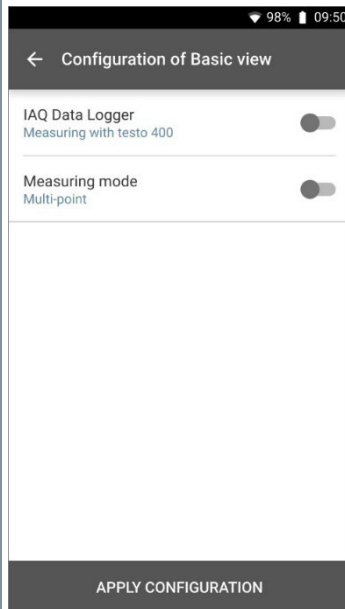 98% 09:50
Configuration of Basic view
IAQ Data Logger
Measuring with testo 400
Measuring mode
Multi-point
APPLY CONFIGURATION